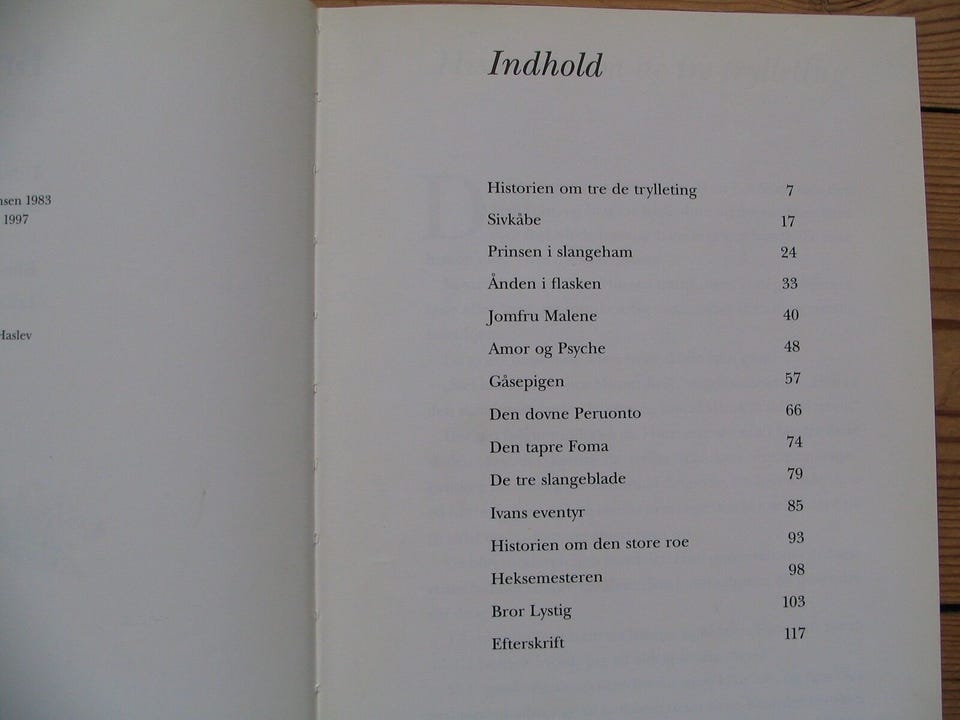 nsen 1983
1997
Haslev
Indhold
Historien om tre de trylleting 7
Sivkåbe 17
Prinsen i slangeham 24
Ånden i flasken 33
Jomfru Malene 40
Amor og Psyche 48
Gåsepigen 57
Den dovne Peruonto 66
Den tapre Foma 74
De tre slangeblade 79
Ivans eventyr 85
Historien om den store roe 93
Heksemesteren 98
Bror Lystig 103
Efterskrift 117